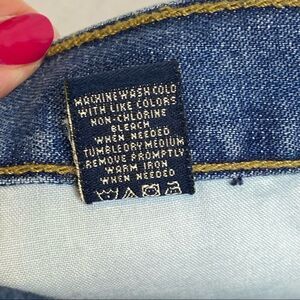 MACHINE WASH COLD
WITH LIKE COLORS
NON-CHLORINE
BLEACH
WHEN NEEDED
TUMBLE DRY MEDIUM
REMOVE PROMPTLY
WARM IRON
WHEN NEEDED